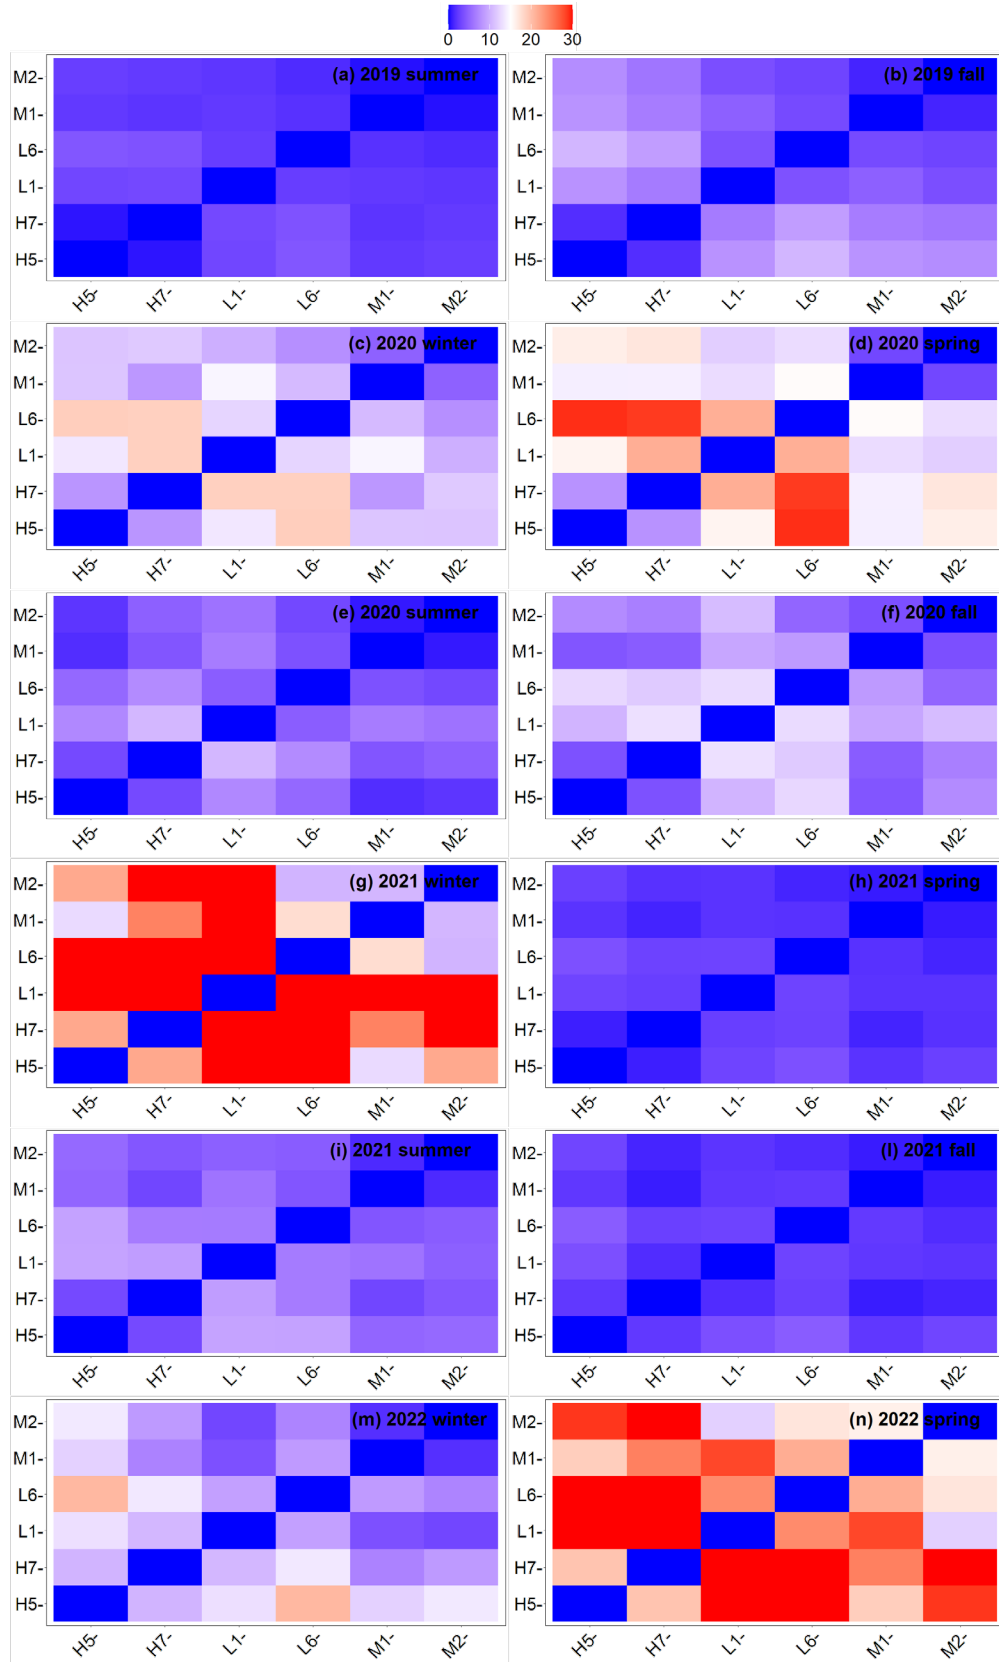 0 10 20 30
(a) 2019 summer
M2-
M1-
L6-
L1-
H7-
H5-
H5- H7- L1- L6- M1- M2-
(b) 2019 fall
M2-
M1-
L6-
L1-
H7-
H5-
H5- H7- L1- L6- M1- M2-
(c) 2020 winter
M2-
M1-
L6-
L1-
H7-
H5-
H5- H7- L1- L6- M1- M2-
(d) 2020 spring
M2-
M1-
L6-
L1-
H7-
H5-
H5- H7- L1- L6- M1- M2-
(e) 2020 summer
M2-
M1-
L6-
L1-
H7-
H5-
H5- H7- L1- L6- M1- M2-
(f) 2020 fall
M2-
M1-
L6-
L1-
H7-
H5-
H5- H7- L1- L6- M1- M2-
(g) 2021 winter
M2-
M1-
L6-
L1-
H7-
H5-
H5- H7- L1- L6- M1- M2-
(h) 2021 spring
M2-
M1-
L6-
L1-
H7-
H5-
H5- H7- L1- L6- M1- M2-
(i) 2021 summer
M2-
M1-
L6-
L1-
H7-
H5-
H5- H7- L1- L6- M1- M2-
(l) 2021 fall
M2-
M1-
L6-
L1-
H7-
H5-
H5- H7- L1- L6- M1- M2-
(m) 2022 winter
M2-
M1-
L6-
L1-
H7-
H5-
H5- H7- L1- L6- M1- M2-
(n) 2022 spring
M2-
M1-
L6-
L1-
H7-
H5-
H5- H7- L1- L6- M1- M2-